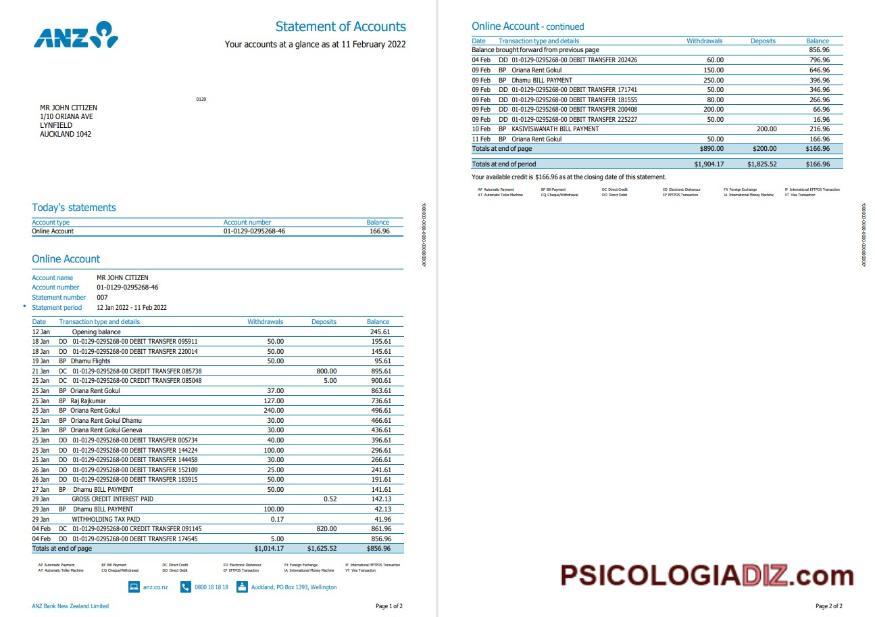 ANZ
Statement of Accounts
Your accounts at a glance as at 11 February 2022
0129
MR JOHN CITIZEN
1/10 ORIANA AVE
LYNFIELD
AUCKLAND 1042
Today's statements
Account type Account number Balance
Online Account 01-0129-0295268-46 166.96
Online Account
Account name MR JOHN CITIZEN
Account number 01-0129-0295268-46
Statement number 007
Statement period 12 Jan 2022 - 11 Feb 2022
Date Transaction type and details Withdrawals Deposits Balance
12 Jan Opening balance 245.61
18 Jan DD 01-0129-0295268-00 DEBIT TRANSFER 095911 50.00 195.61
18 Jan DD 01-0129-0295268-00 DEBIT TRANSFER 220014 50.00 145.61
19 Jan BP Dhamu Flights 50.00 95.61
21 Jan DC 01-0129-0295268-00 CREDIT TRANSFER 085738 800.00 895.61
25 Jan DC 01-0129-0295268-00 CREDIT TRANSFER 085048 5.00 900.61
25 Jan BP Oriana Rent Gokul 37.00 863.61
25 Jan BP Raj Rajkumar 127.00 736.61
25 Jan BP Oriana Rent Gokul 240.00 496.61
25 Jan BP Oriana Rent Gokul Dhamu 30.00 466.61
25 Jan BP Oriana Rent Gokul Geneva 30.00 436.61
25 Jan DD 01-0129-0295268-00 DEBIT TRANSFER 005734 40.00 396.61
25 Jan DD 01-0129-0295268-00 DEBIT TRANSFER 144224 100.00 296.61
25 Jan DD 01-0129-0295268-00 DEBIT TRANSFER 144458 30.00 266.61
26 Jan DD 01-0129-0295268-00 DEBIT TRANSFER 152109 25.00 241.61
26 Jan DD 01-0129-0295268-00 DEBIT TRANSFER 183915 50.00 191.61
27 Jan BP Dhamu BILL PAYMENT 50.00 141.61
29 Jan GROSS CREDIT INTEREST PAID 0.52 142.13
29 Jan BP Dhamu BILL PAYMENT 100.00 42.13
29 Jan WITHHOLDING TAX PAID 0.17 41.96
04 Feb DC 01-0129-0295268-00 CREDIT TRANSFER 091145 820.00 861.96
04 Feb DD 01-0129-0295268-00 DEBIT TRANSFER 174545 5.00 856.96
Totals at end of page $1,014.17 $1,625.52 $856.96
AP Automatic Payment BP Bill Payment DC Direct Credit ED Electronic Dishonour FX Foreign Exchange IP International EFTPOS Transaction
AT Automatic Teller Machine CQ Cheque/Withdrawal DD Direct Debit EP EFTPOS Transaction IA International Money Machine VT Visa Transaction
anz.co.nz 0800 18 18 18 Auckland, PO Box 1393, Wellington
ANZ Bank New Zealand Limited Page 1 of 2
Online Account - continued
Date Transaction type and details Withdrawals Deposits Balance
Balance brought forward from previous page 856.96
04 Feb DD 01-0129-0295268-00 DEBIT TRANSFER 202426 60.00 796.96
09 Feb BP Oriana Rent Gokul 150.00 646.96
09 Feb BP Dhamu BILL PAYMENT 250.00 396.96
09 Feb DD 01-0129-0295268-00 DEBIT TRANSFER 171741 50.00 346.96
09 Feb DD 01-0129-0295268-00 DEBIT TRANSFER 181555 80.00 266.96
09 Feb DD 01-0129-0295268-00 DEBIT TRANSFER 200408 200.00 66.96
09 Feb DD 01-0129-0295268-00 DEBIT TRANSFER 225227 50.00 16.96
10 Feb BP KASIVISWANATH BILL PAYMENT 200.00 216.96
11 Feb BP Oriana Rent Gokul 50.00 166.96
Totals at end of page $890.00 $200.00 $166.96
Totals at end of period $1,904.17 $1,825.52 $166.96
Your available credit is $166.96 as at the closing date of this statement.
AP Automatic Payment BP Bill Payment DC Direct Credit ED Electronic Dishonour FX Foreign Exchange IP International EFTPOS Transaction
AT Automatic Teller Machine CQ Cheque/Withdrawal DD Direct Debit EP EFTPOS Transaction IA International Money Machine VT Visa Transaction
PSICOLOGIADIZ.com
Page 2 of 2